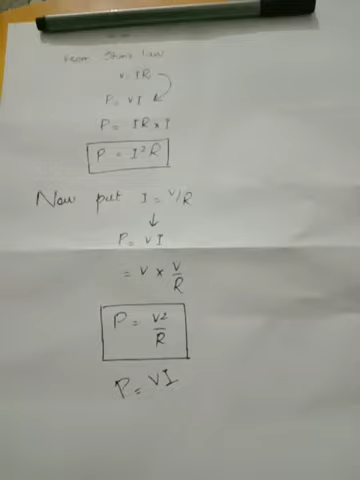 From Ohm's law
V= IR
P= VI
P= IR × I
P = I²R
Now put I = V/R
P= VI
= V × V/R
P = V²/R
P= VI